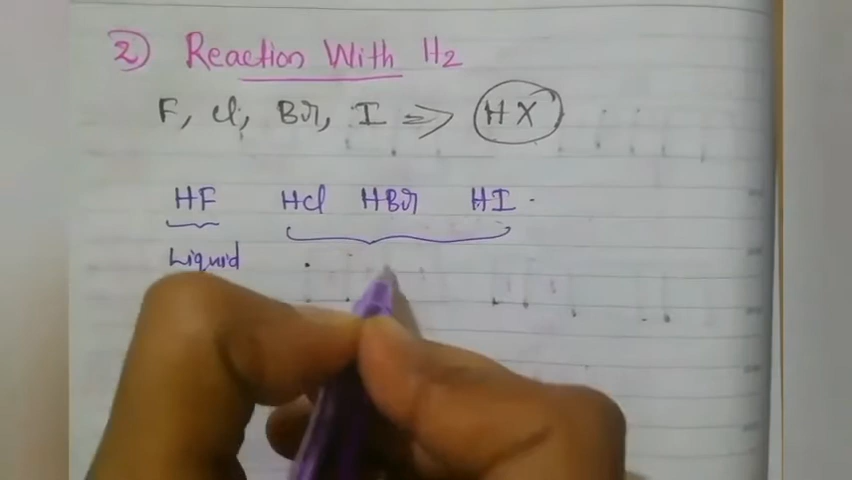 2) Reaction With H2
F, Cl, Br, I => HX
HF HCl HBr HI.
Liquid